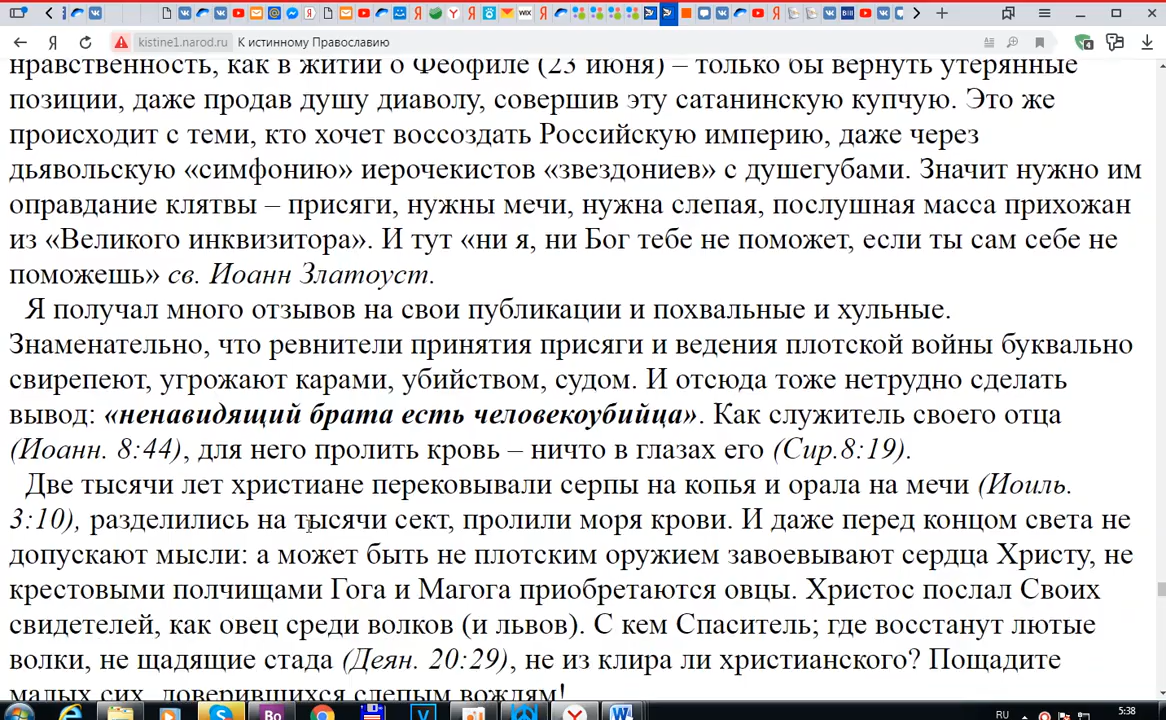 kistine1.narod.ru К истинному Православию
нравственность, как в житии о Феофиле (23 июня) – только бы вернуть утерянные
позиции, даже продав душу диаволу, совершив эту сатанинскую купчую. Это же
происходит с теми, кто хочет воссоздать Российскую империю, даже через
дьявольскую «симфонию» иерочекистов «звездониев» с душегубами. Значит нужно им
оправдание клятвы – присяги, нужны мечи, нужна слепая, послушная масса прихожан
из «Великого инквизитора». И тут «ни я, ни Бог тебе не поможет, если ты сам себе не
поможешь» св. Иоанн Златоуст.
Я получал много отзывов на свои публикации и похвальные и хульные.
Знаменательно, что ревнители принятия присяги и ведения плотской войны буквально
свирепеют, угрожают карами, убийством, судом. И отсюда тоже нетрудно сделать
вывод: «ненавидящий брата есть человекоубийца». Как служитель своего отца
(Иоанн. 8:44), для него пролить кровь – ничто в глазах его (Сир.8:19).
Две тысячи лет христиане перековывали серпы на копья и орала на мечи (Иоиль.
3:10), разделились на тысячи сект, пролили моря крови. И даже перед концом света не
допускают мысли: а может быть не плотским оружием завоевывают сердца Христу, не
крестовыми полчищами Гога и Магога приобретаются овцы. Христос послал Своих
свидетелей, как овец среди волков (и львов). С кем Спаситель; где восстанут лютые
волки, не щадящие стада (Деян. 20:29), не из клира ли христианского? Пощадите
малых сих, доверившихся слепым вождям!
RU 5:38